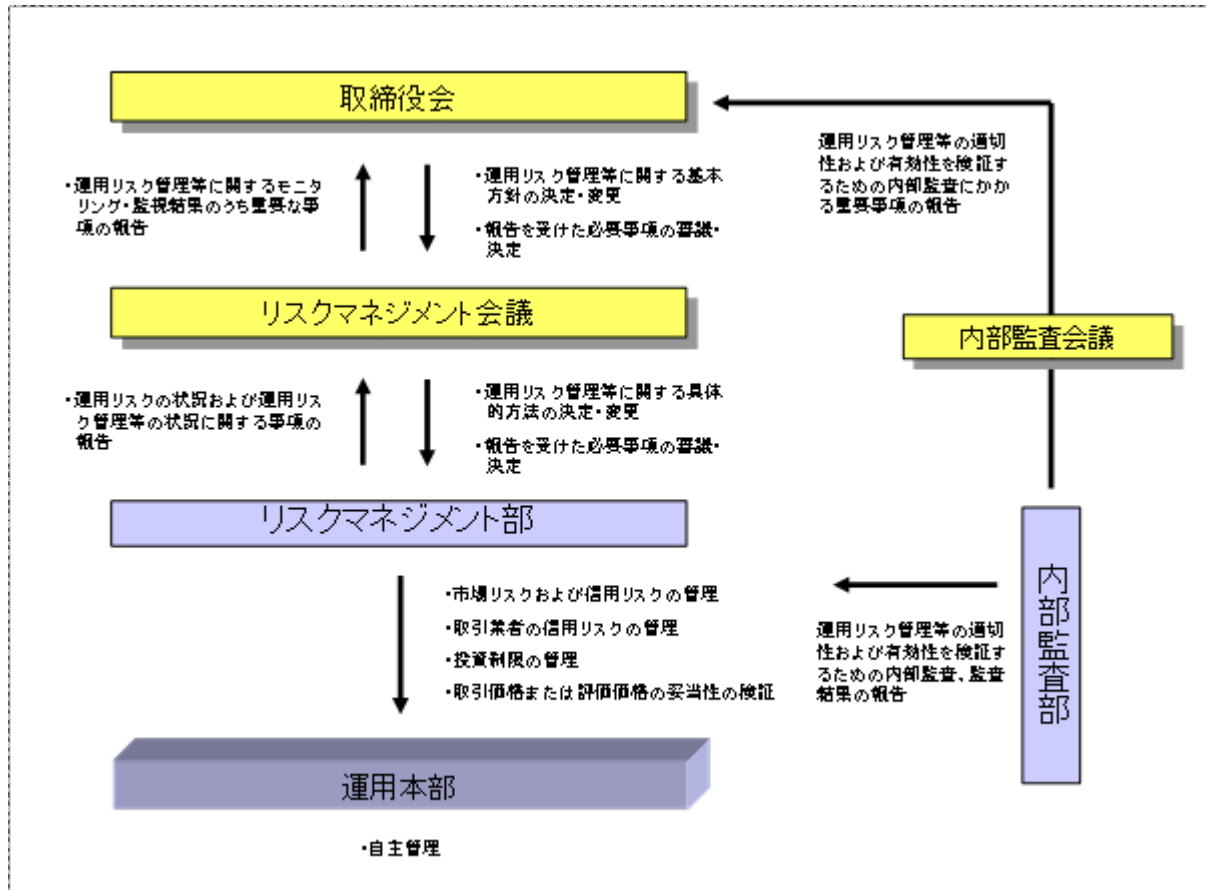 取締役会
・運用リスク管理等に関するモニタ
リング・監視結果のうち重要な事
項の報告
・運用リスク管理等に関する基本
方針の決定・変更
・報告を受けた必要事項の審議・
決定
運用リスク管理等の適切
性および有効性を検証す
るための内部監査にかか
る重要事項の報告
リスクマネジメント会議
内部監査会議
・運用リスクの状況および運用リス
ク管理等の状況に関する事項の
報告
・運用リスク管理等に関する具体
的方法の決定・変更
・報告を受けた必要事項の審議・
決定
リスクマネジメント部
内部監査部
・市場リスクおよび信用リスクの管理
・取引業者の信用リスクの管理
・投資制限の管理
・取引価格または評価価格の妥当性の検証
運用リスク管理等の適切
性および有効性を検証す
るための内部監査、監査
結果の報告
運用本部
・自主管理